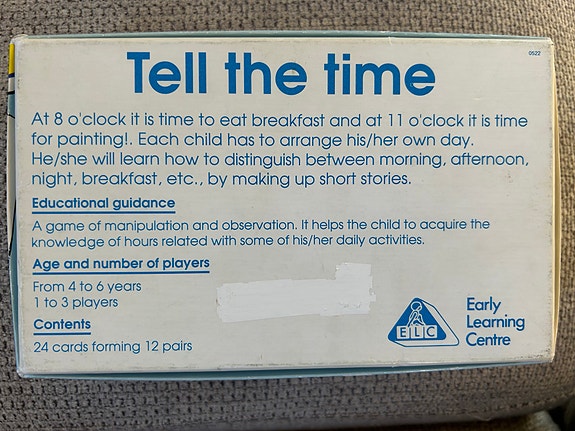 Tell the time
0522
At 8 o'clock it is time to eat breakfast and at 11 o'clock it is time
for painting!. Each child has to arrange his/her own day.
He/she will learn how to distinguish between morning, afternoon,
night, breakfast, etc., by making up short stories.
Educational guidance
A game of manipulation and observation. It helps the child to acquire the
knowledge of hours related with some of his/her daily activities.
Age and number of players
From 4 to 6 years
1 to 3 players
Contents
24 cards forming 12 pairs
ELC
Early
Learning
Centre